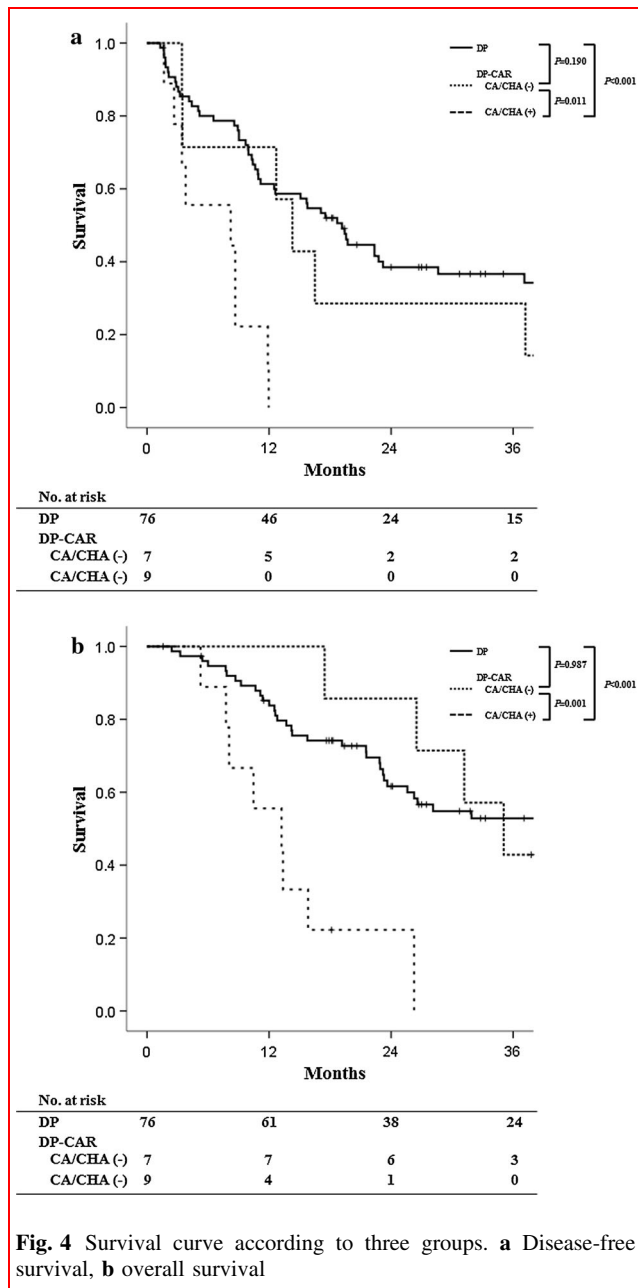 a
1.0
0.8
0.6
0.4
0.2
0.0
Survival
0 12 24 36
Months
DP
DP-CAR
CA/CHA (-)
CA/CHA (+)
P=0.190
P=0.011
P<0.001
No. at risk
DP 76 46 24 15
DP-CAR
CA/CHA (-) 7 5 2 2
CA/CHA (-) 9 0 0 0
b
1.0
0.8
0.6
0.4
0.2
0.0
Survival
0 12 24 36
Months
DP
DP-CAR
CA/CHA (-)
CA/CHA (+)
P=0.987
P=0.001
P<0.001
No. at risk
DP 76 61 38 24
DP-CAR
CA/CHA (-) 7 7 6 3
CA/CHA (-) 9 4 1 0
Fig. 4 Survival curve according to three groups. a Disease-free
survival, b overall survival